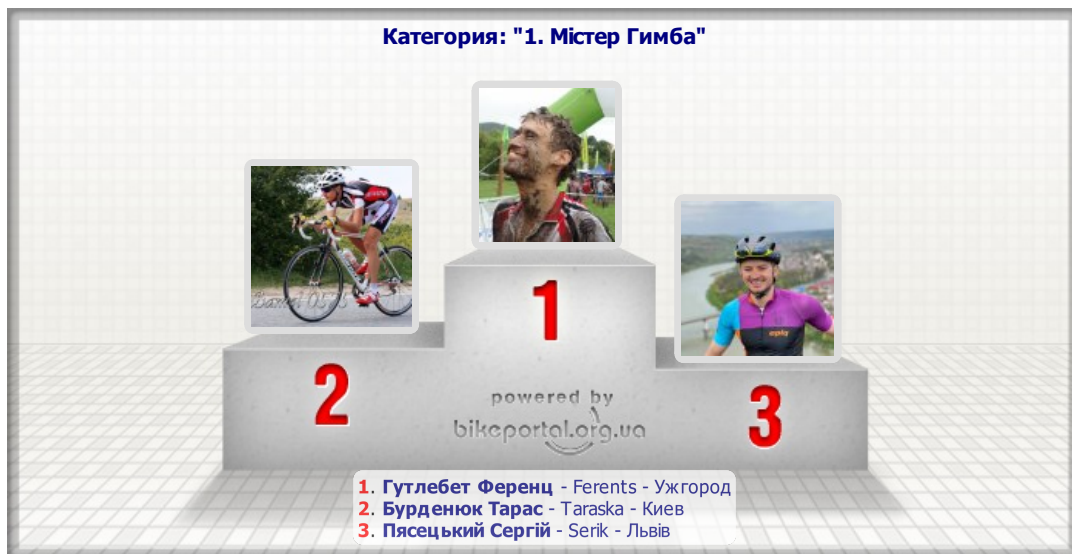 Категория: "1. Містер Гимба"
1
2
3
powered by
bikeportal.org.ua
1. Гутлебет Ференц - Ferents - Ужгород
2. Бурденюк Тарас - Taraska - Киев
3. Пясецький Сергій - Serik - Львів